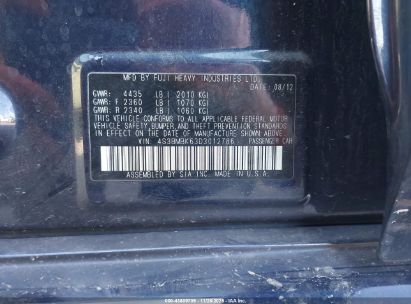 MFD BY FUJI HEAVY INDUSTRIES LTD.
DATE: 08/12
GVWR: 4435 LB ( 2010 KG)
GAWR: F 2360 LB ( 1070 KG)
GAWR: R 2340 LB ( 1060 KG)
THIS VEHICLE CONFORMS TO ALL APPLICABLE FEDERAL MOTOR
VEHICLE SAFETY, BUMPER, AND THEFT PREVENTION STANDARDS
IN EFFECT ON THE DATE OF MANUFACTURE SHOWN ABOVE.
VIN: 4S3BMBK63D3012786 PASSENGER CAR
ASSEMBLED BY SIA INC. MADE IN U.S.A.